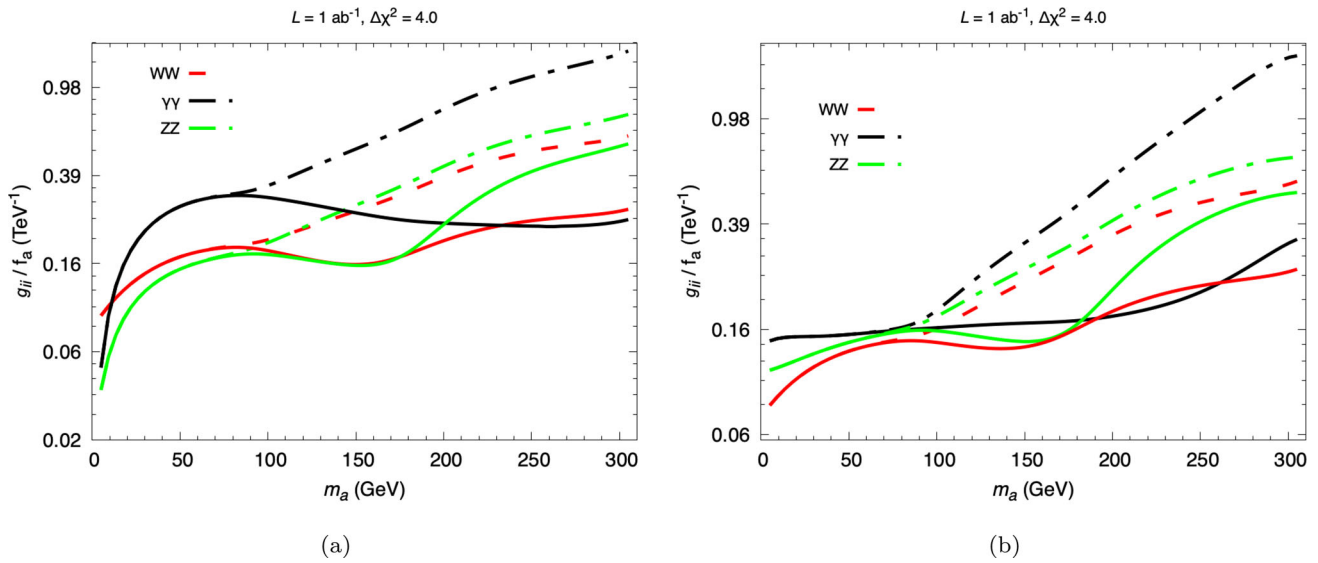 L = 1 ab⁻¹, Δχ² = 4.0
WW
γγ
ZZ
0.98
0.39
0.16
0.06
0.02
g_ii / f_a (TeV⁻¹)
0 50 100 150 200 250 300
m_a (GeV)
(a)
L = 1 ab⁻¹, Δχ² = 4.0
WW
γγ
ZZ
0.98
0.39
0.16
0.06
g_ii / f_a (TeV⁻¹)
0 50 100 150 200 250 300
m_a (GeV)
(b)